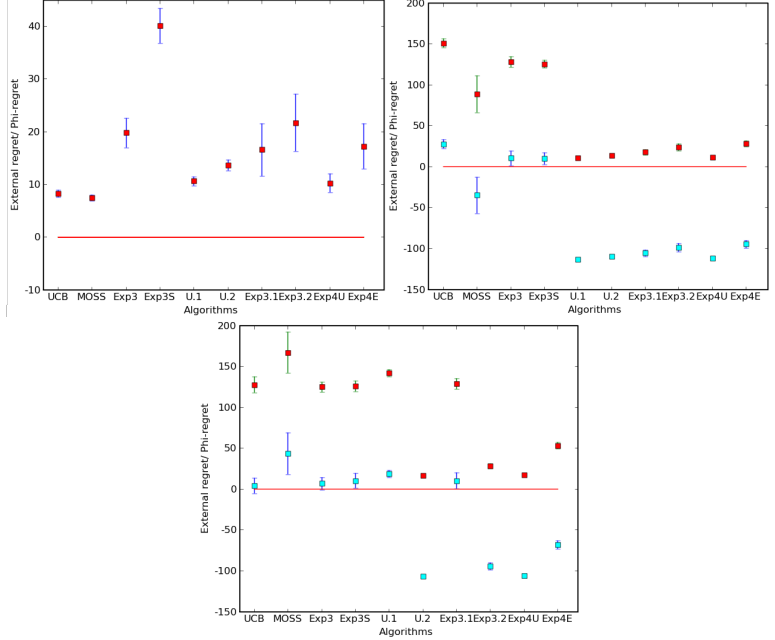 External regret/ Phi-regret
40
30
20
10
0
-10
UCB MOSS Exp3 Exp3S U.1 U.2 Exp3.1 Exp3.2 Exp4U Exp4E
Algorithms
External regret/ Phi-regret
200
150
100
50
0
-50
-100
-150
UCB MOSS Exp3 Exp3S U.1 U.2 Exp3.1 Exp3.2 Exp4U Exp4E
Algorithms
External regret/ Phi-regret
200
150
100
50
0
-50
-100
-150
UCB MOSS Exp3 Exp3S U.1 U.2 Exp3.1 Exp3.2 Exp4U Exp4E
Algorithms